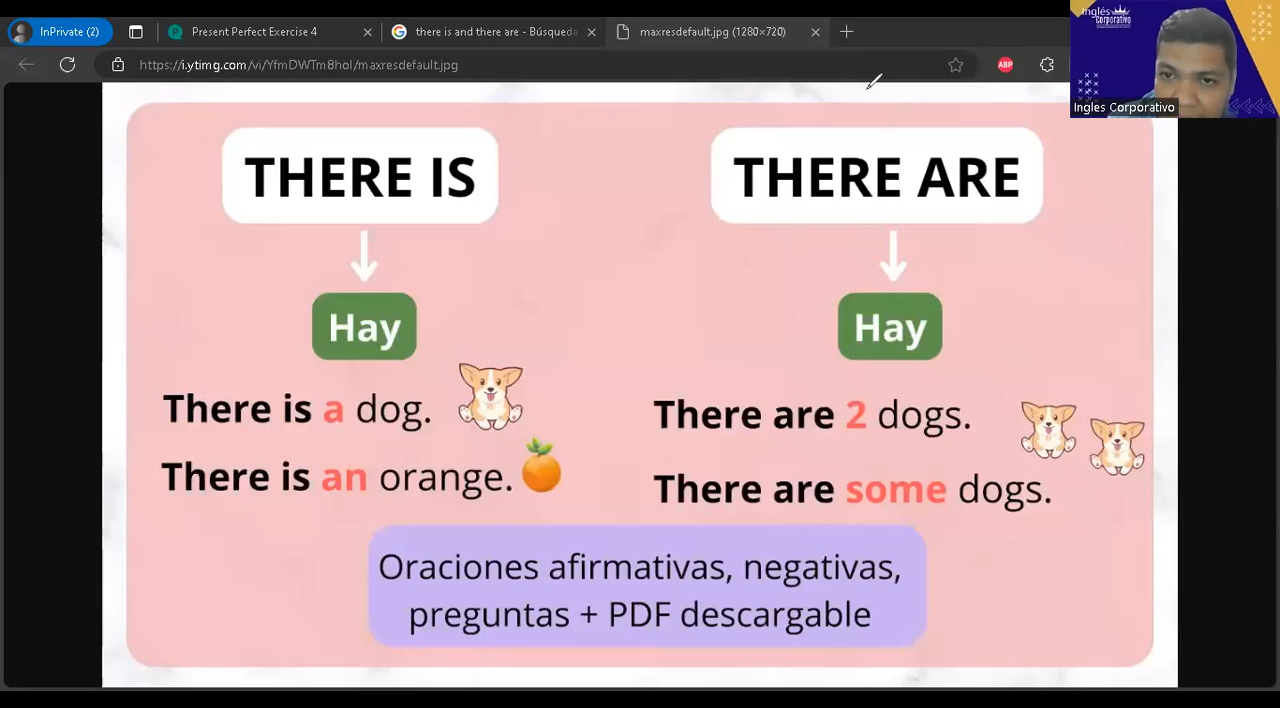 InPrivate (2)
Present Perfect Exercise 4
there is and there are - Búsqueda
maxresdefault.jpg (1280×720)
https://i.ytimg.com/vi/YfmDWTm8hoI/maxresdefault.jpg
ABP
Inglés
Corporativo
Ingles Corporativo
THERE IS
THERE ARE
Hay
Hay
There is a dog.
There are 2 dogs.
There is an orange.
There are some dogs.
Oraciones afirmativas, negativas,
preguntas + PDF descargable